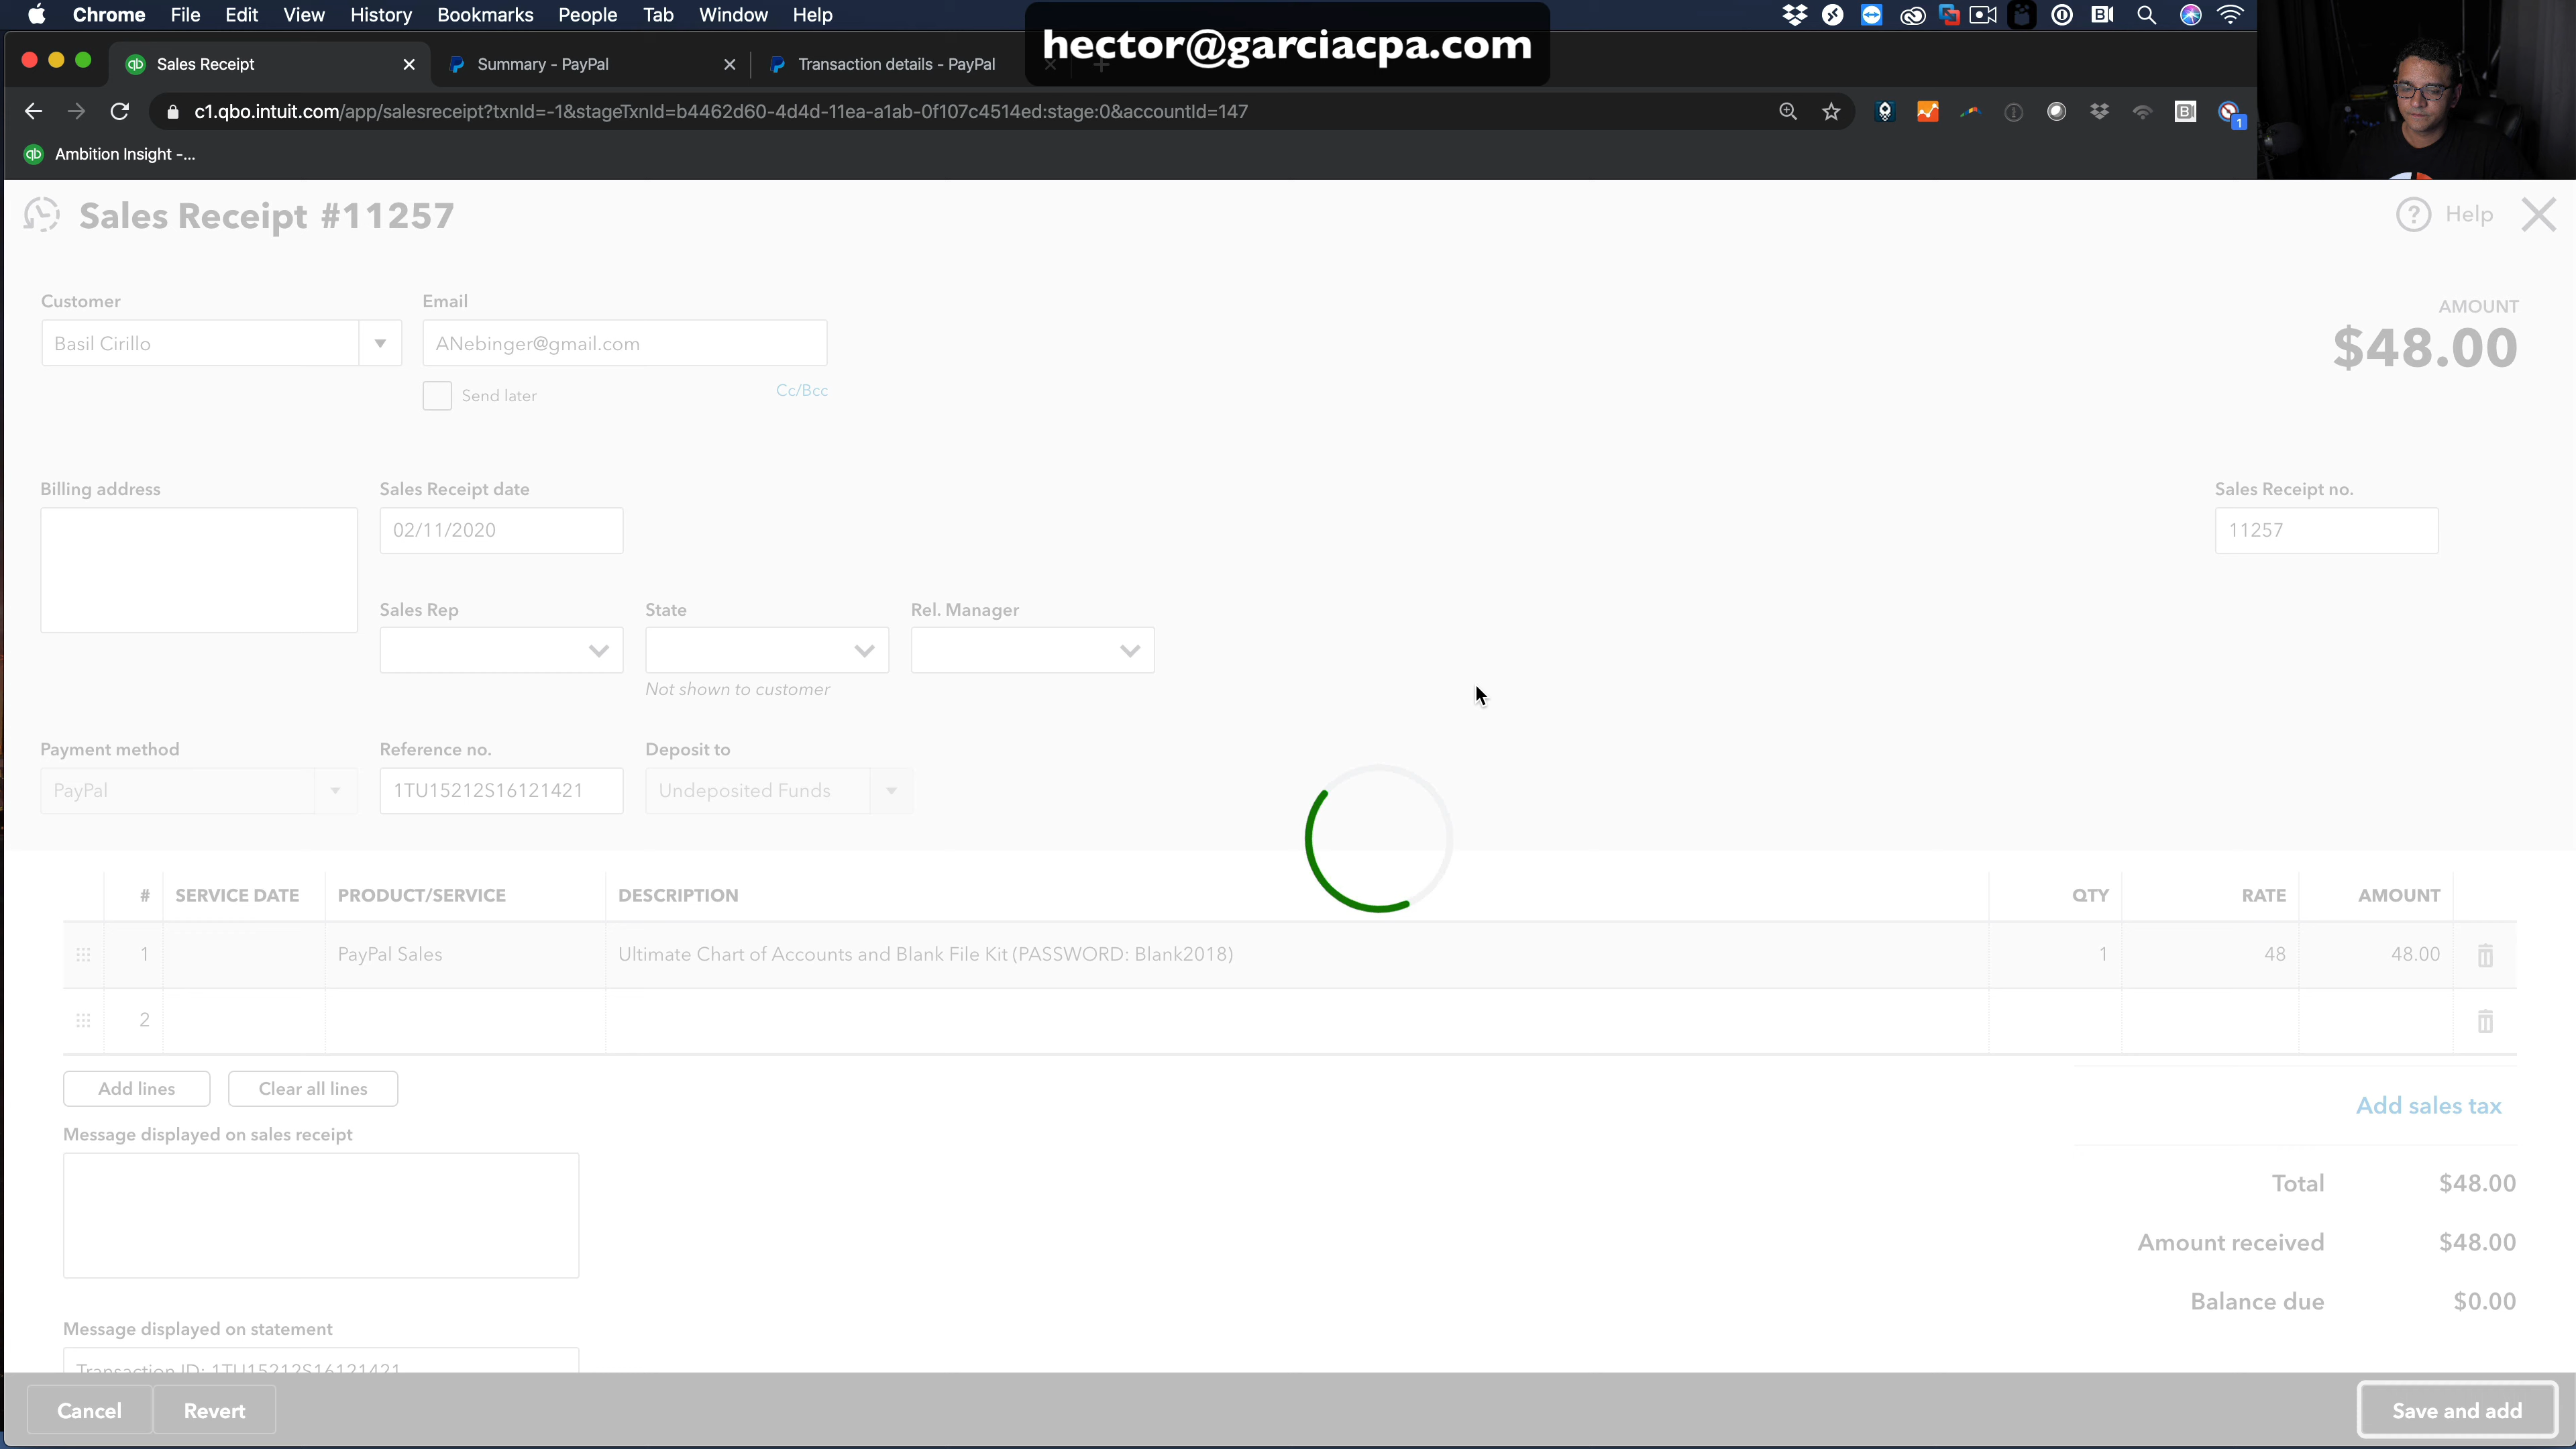 Chrome File Edit View History Bookmarks People Tab Window Help
hector@garciacpa.com
Sales Receipt
Summary - PayPal
Transaction details - PayPal
c1.qbo.intuit.com/app/salesreceipt?txnId=-1&stageTxnId=b4462d60-4d4d-11ea-a1ab-0f107c4514ed:stage:0&accountId=147
1
qb Ambition Insight -...
Sales Receipt #11257
Help
Customer
Email
AMOUNT
Basil Cirillo
ANebinger@gmail.com
$48.00
Send later
Cc/Bcc
Billing address
Sales Receipt date
Sales Receipt no.
02/11/2020
11257
Sales Rep
State
Rel. Manager
Not shown to customer
Payment method
Reference no.
Deposit to
PayPal
1TU15212S16121421
Undeposited Funds
# SERVICE DATE PRODUCT/SERVICE DESCRIPTION QTY RATE AMOUNT
1 PayPal Sales Ultimate Chart of Accounts and Blank File Kit (PASSWORD: Blank2018) 1 48 48.00
2
Add lines
Clear all lines
Add sales tax
Message displayed on sales receipt
Total $48.00
Amount received $48.00
Balance due $0.00
Message displayed on statement
Transaction ID: 1TU15212S16121421
Cancel
Revert
Save and add